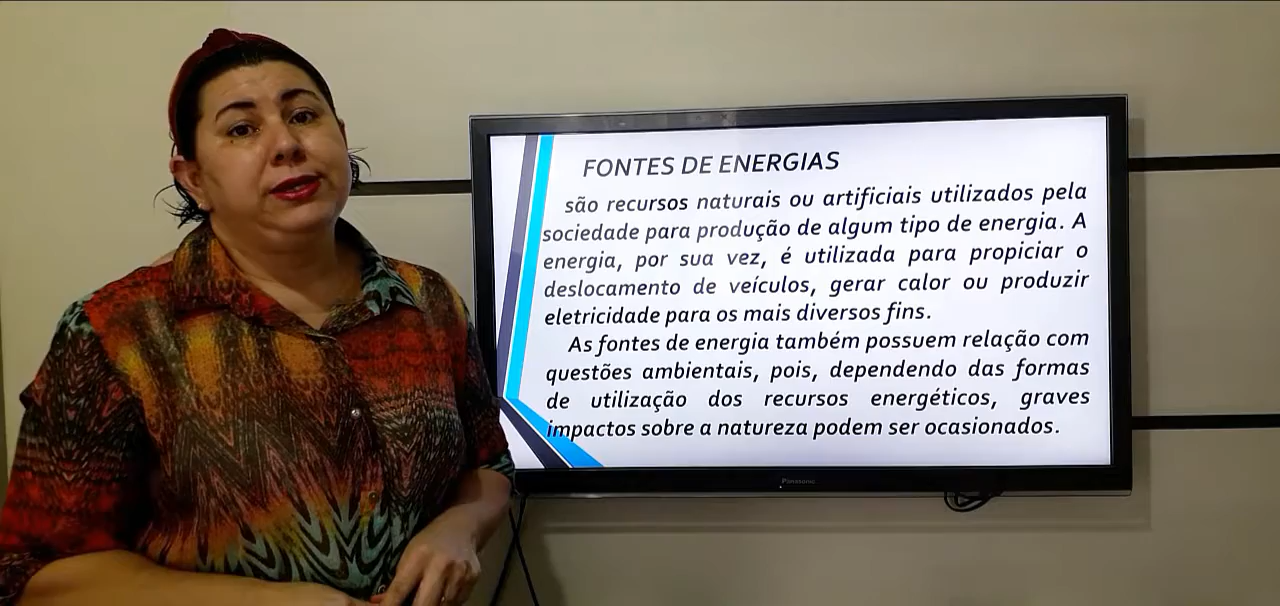 FONTES DE ENERGIAS
são recursos naturais ou artificiais utilizados pela
sociedade para produção de algum tipo de energia. A
energia, por sua vez, é utilizada para propiciar o
deslocamento de veículos, gerar calor ou produzir
eletricidade para os mais diversos fins.
As fontes de energia também possuem relação com
questões ambientais, pois, dependendo das formas
de utilização dos recursos energéticos, graves
impactos sobre a natureza podem ser ocasionados.
Panasonic